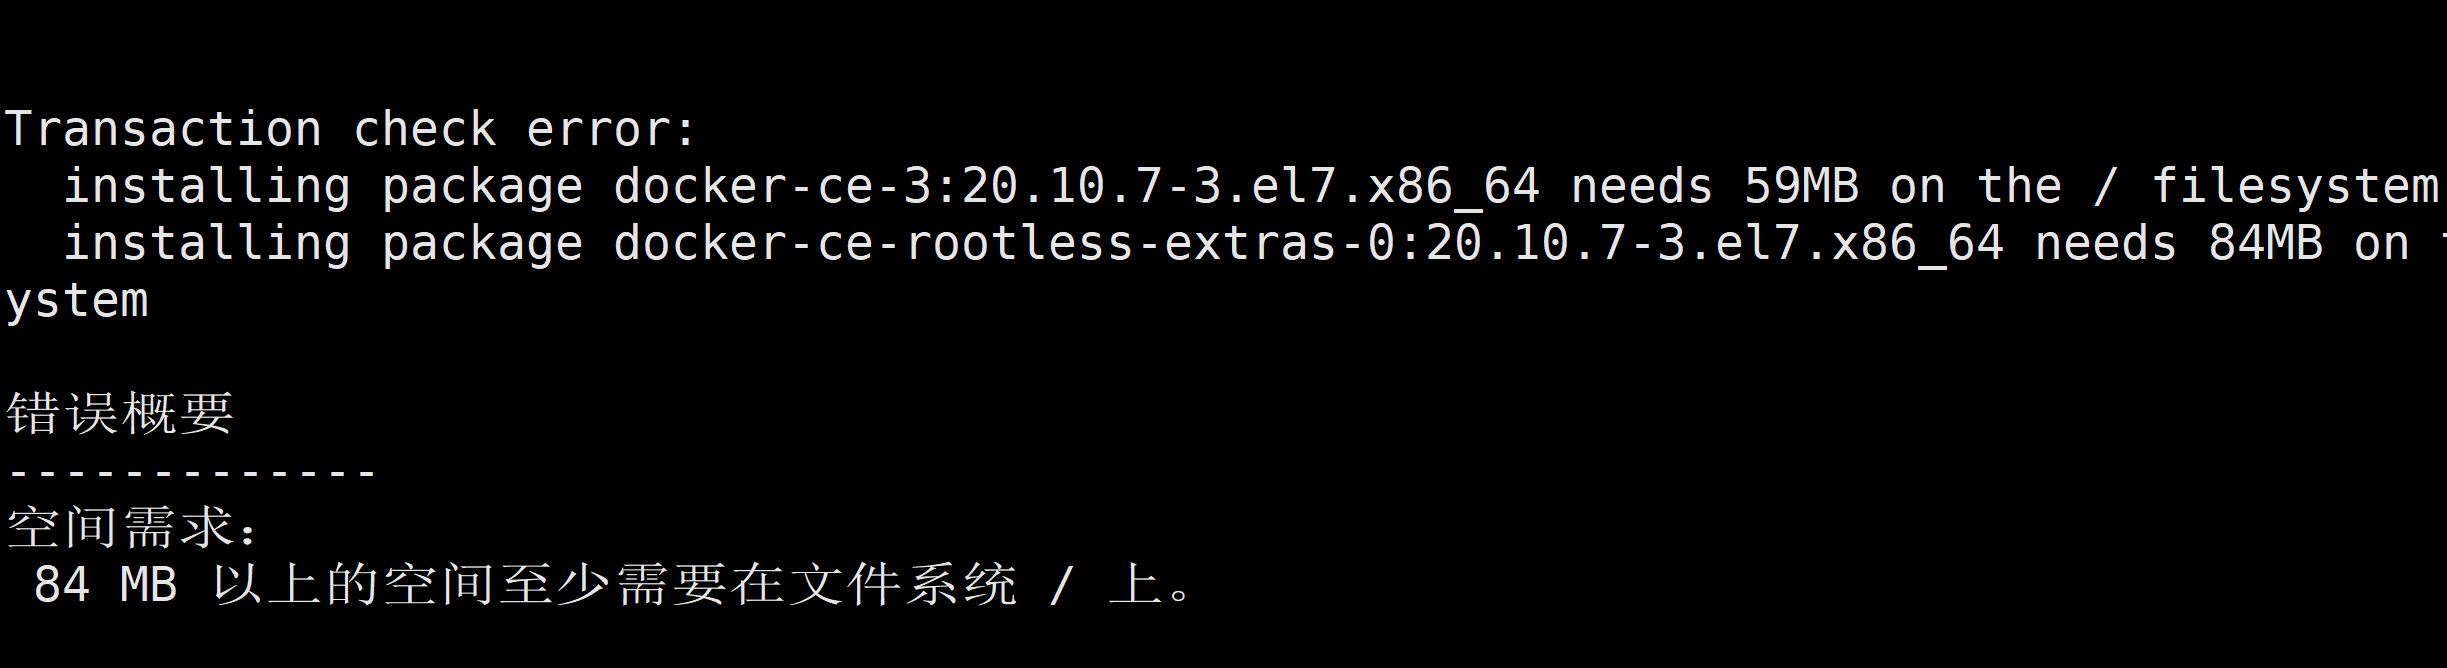 Transaction check error:
installing package docker-ce-3:20.10.7-3.el7.x86_64 needs 59MB on the / filesystem
installing package docker-ce-rootless-extras-0:20.10.7-3.el7.x86_64 needs 84MB on
ystem
错误概要
-------------
空间需求：
84 MB 以上的空间至少需要在文件系统 / 上。